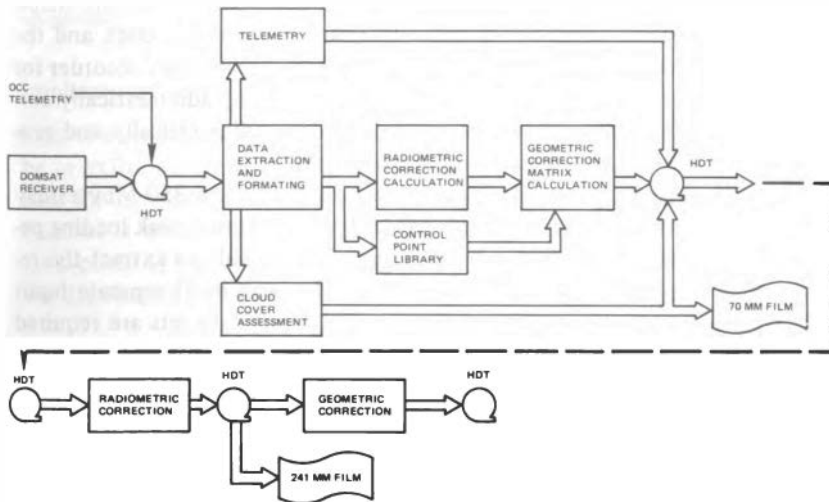 TELEMETRY
OCC
TELEMETRY
DOMSAT
RECEIVER
HDT
DATA
EXTRACTION
AND
FORMATING
RADIOMETRIC
CORRECTION
CALCULATION
GEOMETRIC
CORRECTION
MATRIX
CALCULATION
HDT
CONTROL
POINT
LIBRARY
CLOUD
COVER
ASSESSMENT
70 MM FILM
HDT
RADIOMETRIC
CORRECTION
HDT
GEOMETRIC
CORRECTION
HDT
241 MM FILM